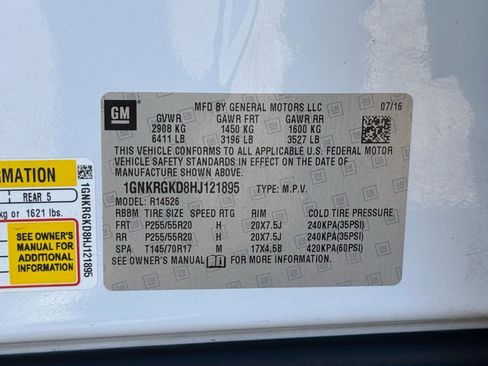 GM
MFD BY GENERAL MOTORS LLC 07/16
GVWR GAWR FRT GAWR RR
2908 KG 1450 KG 1600 KG
6411 LB 3196 LB 3527 LB
THIS VEHICLE CONFORMS TO ALL APPLICABLE U.S. FEDERAL MOTOR
VEHICLE SAFETY STANDARDS IN EFFECT ON THE DATE OF
MANUFACTURE SHOWN ABOVE.
1GNKRGKD8HJ121895 TYPE: M.P.V.
MODEL: R14526
RBBM TIRE SIZE SPEED RTG RIM COLD TIRE PRESSURE
FRT P255/55R20 H 20X7.5J 240KPA(35PSI)
RR P255/55R20 H 20X7.5J 240KPA(35PSI)
SPA T145/70R17 M 17X4.5B 420KPA(60PSI)
SEE OWNER'S MANUAL FOR MORE INFORMATION.
ORMATION
REAR 5
kg or 1621 lbs.
SEE OWNER'S
MANUAL FOR
ADDITIONAL
INFORMATION
1GNKRGKD8HJ121895